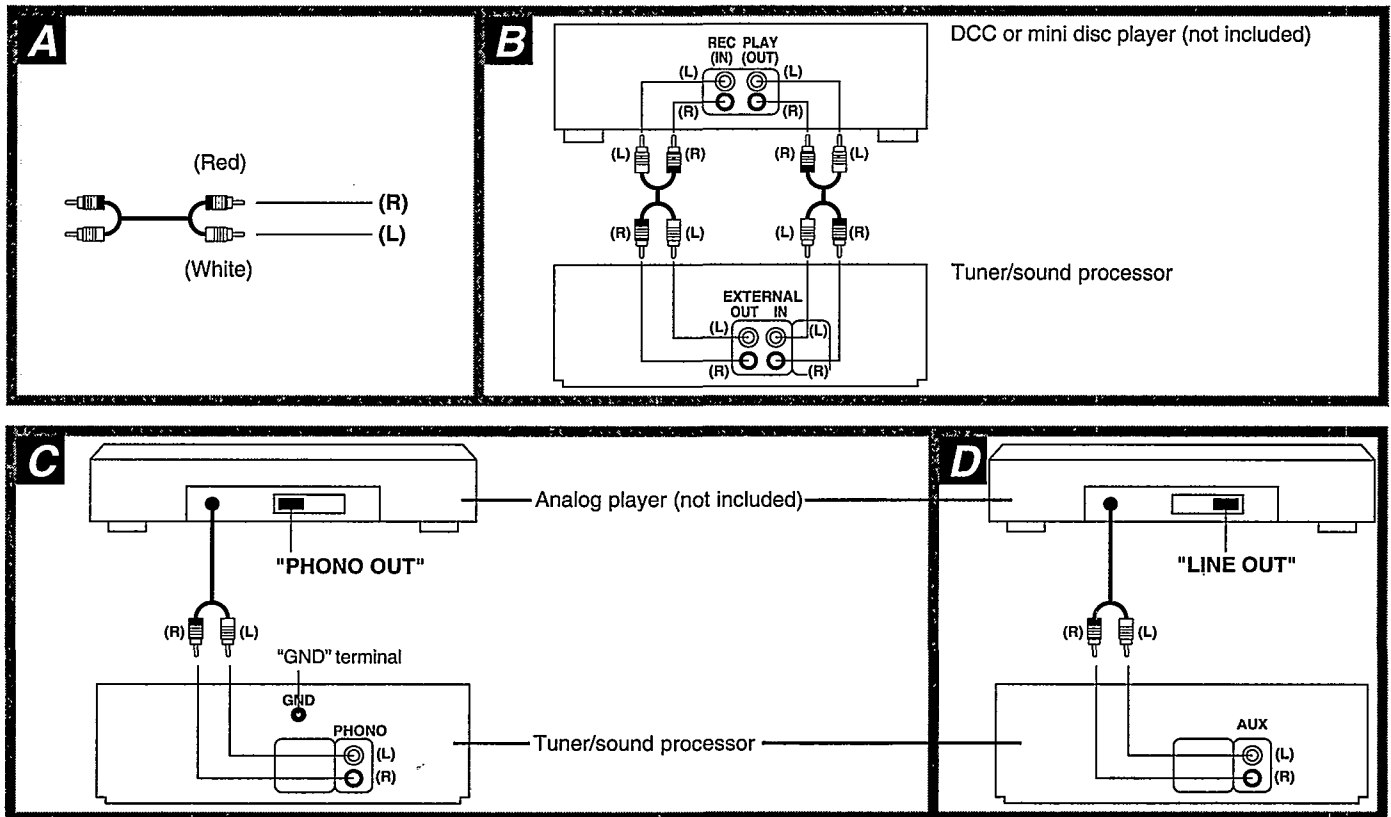 A
(Red)
(R)
(L)
(White)
B
DCC or mini disc player (not included)
REC PLAY
(IN) (OUT)
(L) (L)
(R) (R)
(L) (R) (R) (L)
(R) (L) (L) (R)
Tuner/sound processor
EXTERNAL
OUT IN
(L) (L)
(R) (R)
C
Analog player (not included)
"PHONO OUT"
(R) (L)
"GND" terminal
GND
PHONO
(L)
(R)
Tuner/sound processor
D
"LINE OUT"
(R) (L)
AUX
(L)
(R)